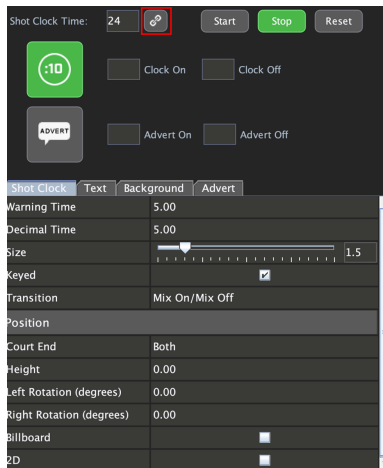 Shot Clock Time: 24 Start Stop Reset
:10 Clock On Clock Off
ADVERT Advert On Advert Off
Shot Clock Text Background Advert
Warning Time 5.00
Decimal Time 5.00
Size 1.5
Keyed
Transition Mix On/Mix Off
Position
Court End Both
Height 0.00
Left Rotation (degrees) 0.00
Right Rotation (degrees) 0.00
Billboard
2D